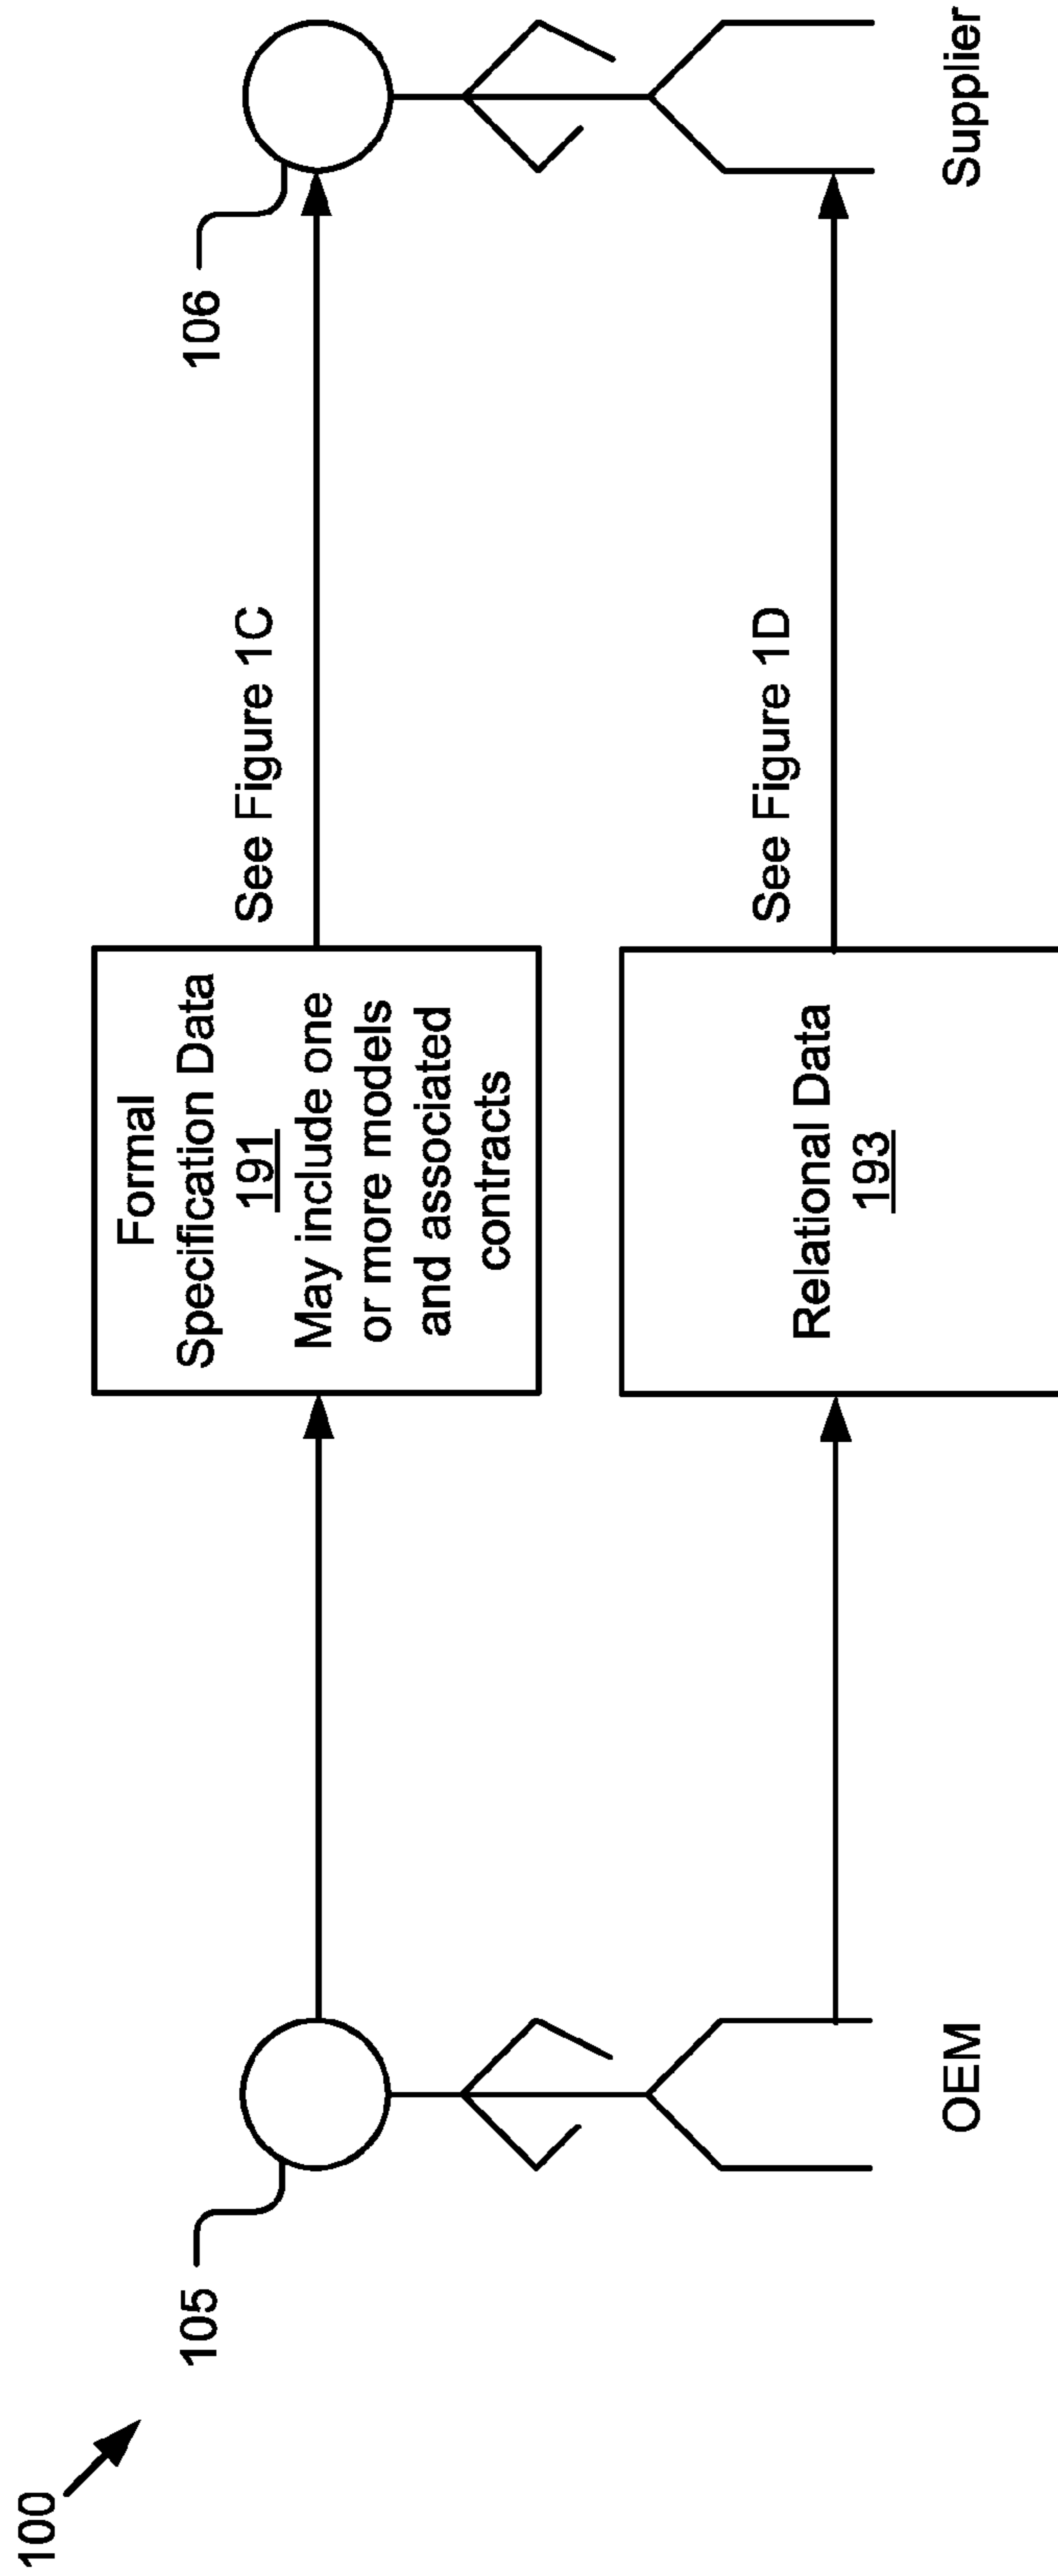 100
105
106
Formal
Specification Data
191
May include one
or more models
and associated
contracts
See Figure 1C
Relational Data
193
See Figure 1D
OEM
Supplier